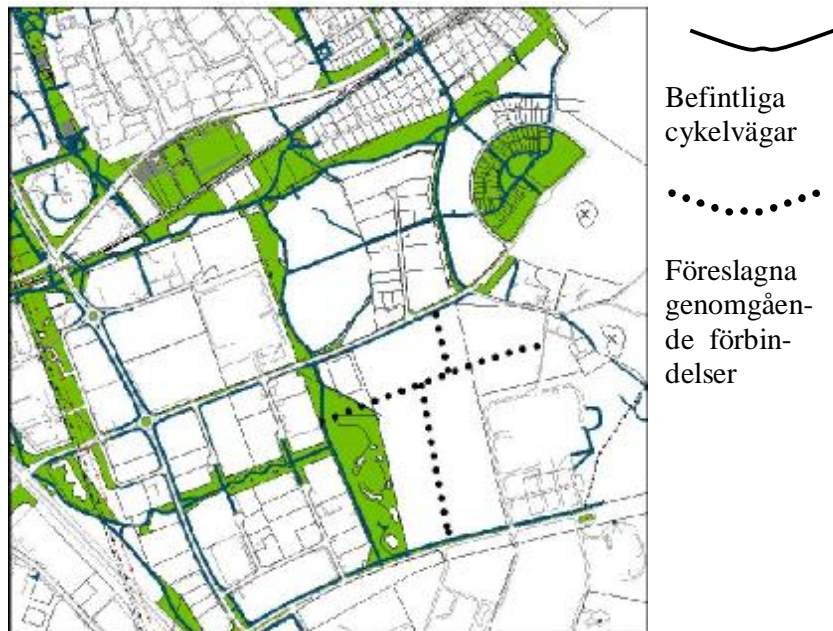 Befintliga
cykelvägar
Föreslagna
genomgåen-
de förbin-
delser